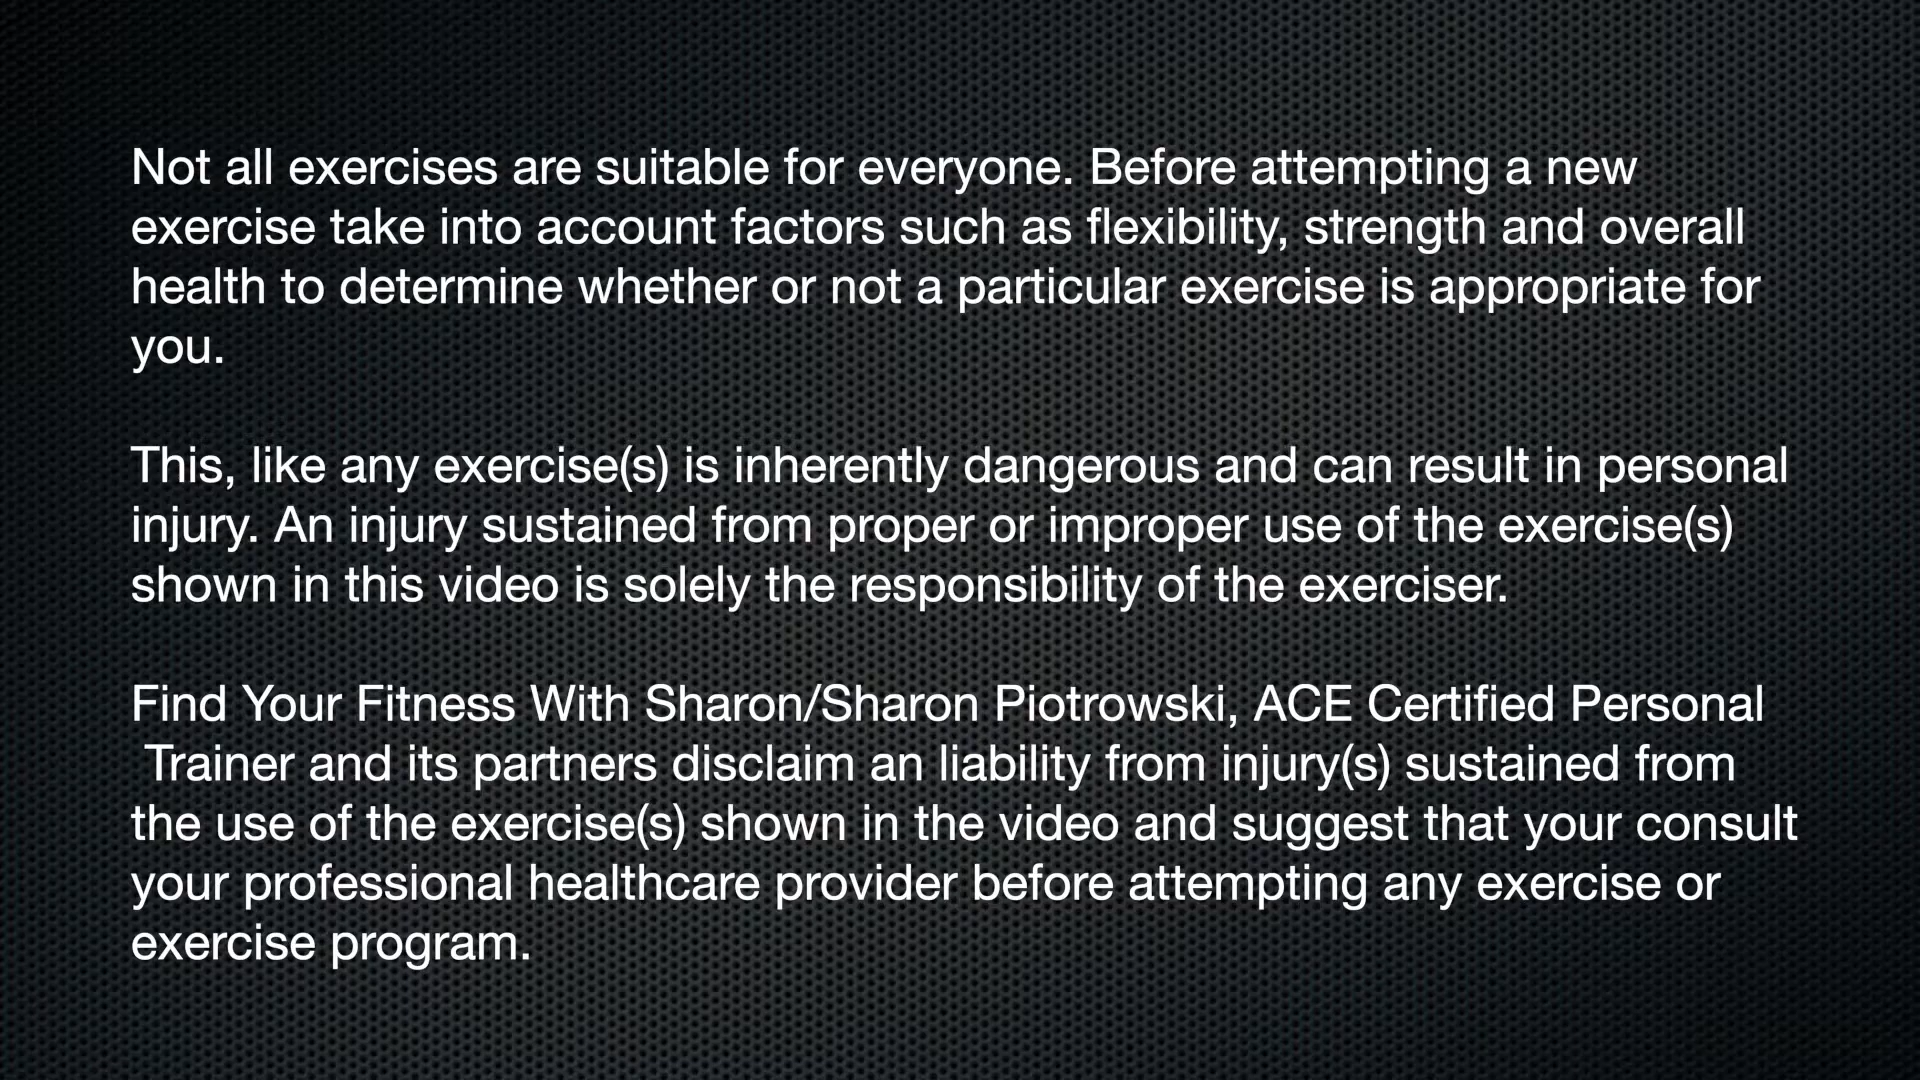 Not all exercises are suitable for everyone. Before attempting a new
exercise take into account factors such as flexibility, strength and overall
health to determine whether or not a particular exercise is appropriate for
you.
This, like any exercise(s) is inherently dangerous and can result in personal
injury. An injury sustained from proper or improper use of the exercise(s)
shown in this video is solely the responsibility of the exerciser.
Find Your Fitness With Sharon/Sharon Piotrowski, ACE Certified Personal
Trainer and its partners disclaim an liability from injury(s) sustained from
the use of the exercise(s) shown in the video and suggest that your consult
your professional healthcare provider before attempting any exercise or
exercise program.